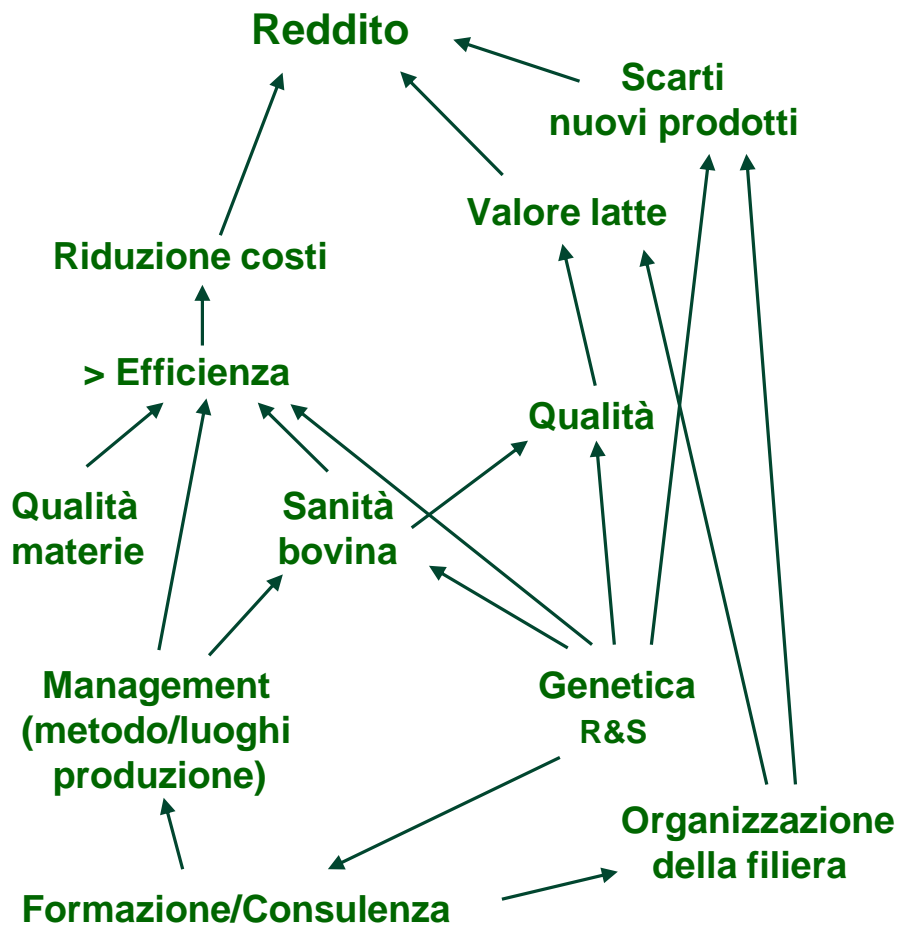 Reddito
Scarti
nuovi prodotti
Valore latte
Riduzione costi
> Efficienza
Qualità
Qualità
materie
Sanità
bovina
Management
(metodo/luoghi
produzione)
Genetica
R&S
Organizzazione
della filiera
Formazione/Consulenza